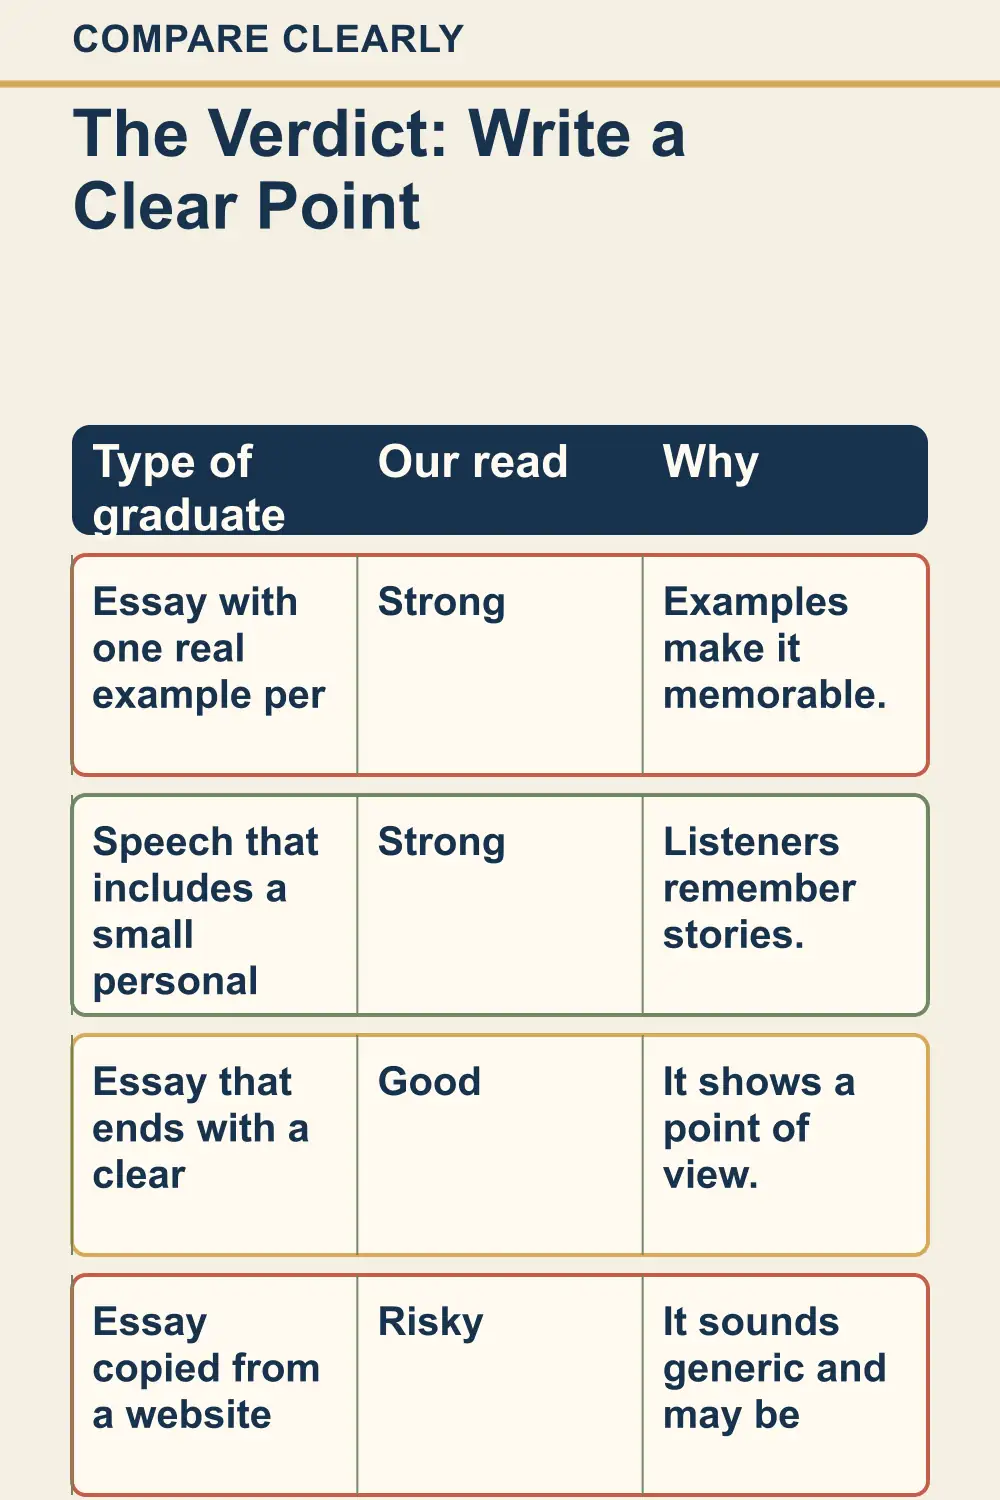 COMPARE CLEARLY
The Verdict: Write a
Clear Point
Type of graduate
Our read
Why
Essay with
one real
example per
Strong
Examples
make it
memorable.
Speech that
includes a
small
personal
Strong
Listeners
remember
stories.
Essay that
ends with a
clear
Good
It shows a
point of
view.
Essay
copied from
a website
Risky
It sounds
generic and
may be